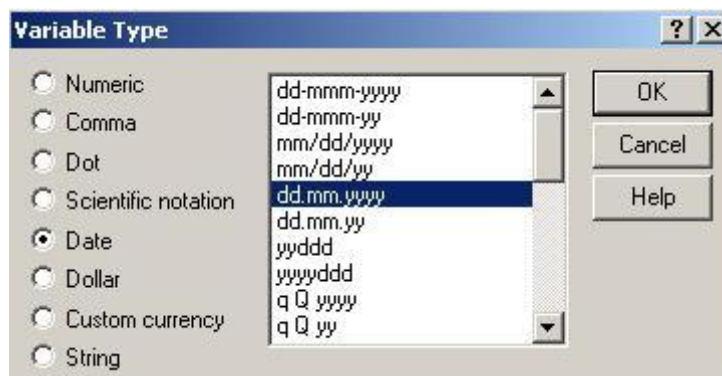 Variable Type
Numeric
Comma
Dot
Scientific notation
Date
Dollar
Custom currency
String
dd-mmm-yyyy
dd-mmm-yy
mm/dd/yyyy
mm/dd/yy
dd.mm.yyyy
dd.mm.yy
yyddd
yyyyddd
q Q yyyy
q Q yy
OK
Cancel
Help